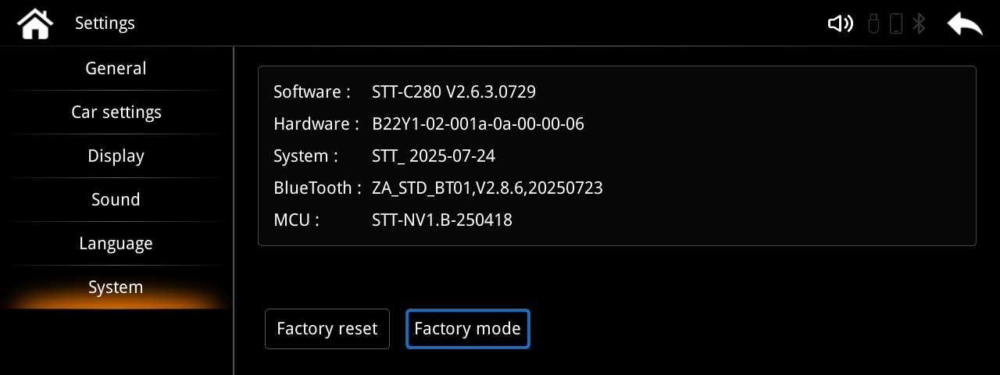 Settings
General
Car settings
Display
Sound
Language
System
Software : STT-C280 V2.6.3.0729
Hardware : B22Y1-02-001a-0a-00-00-06
System : STT_ 2025-07-24
BlueTooth : ZA_STD_BT01,V2.8.6,20250723
MCU : STT-NV1.B-250418
Factory reset
Factory mode